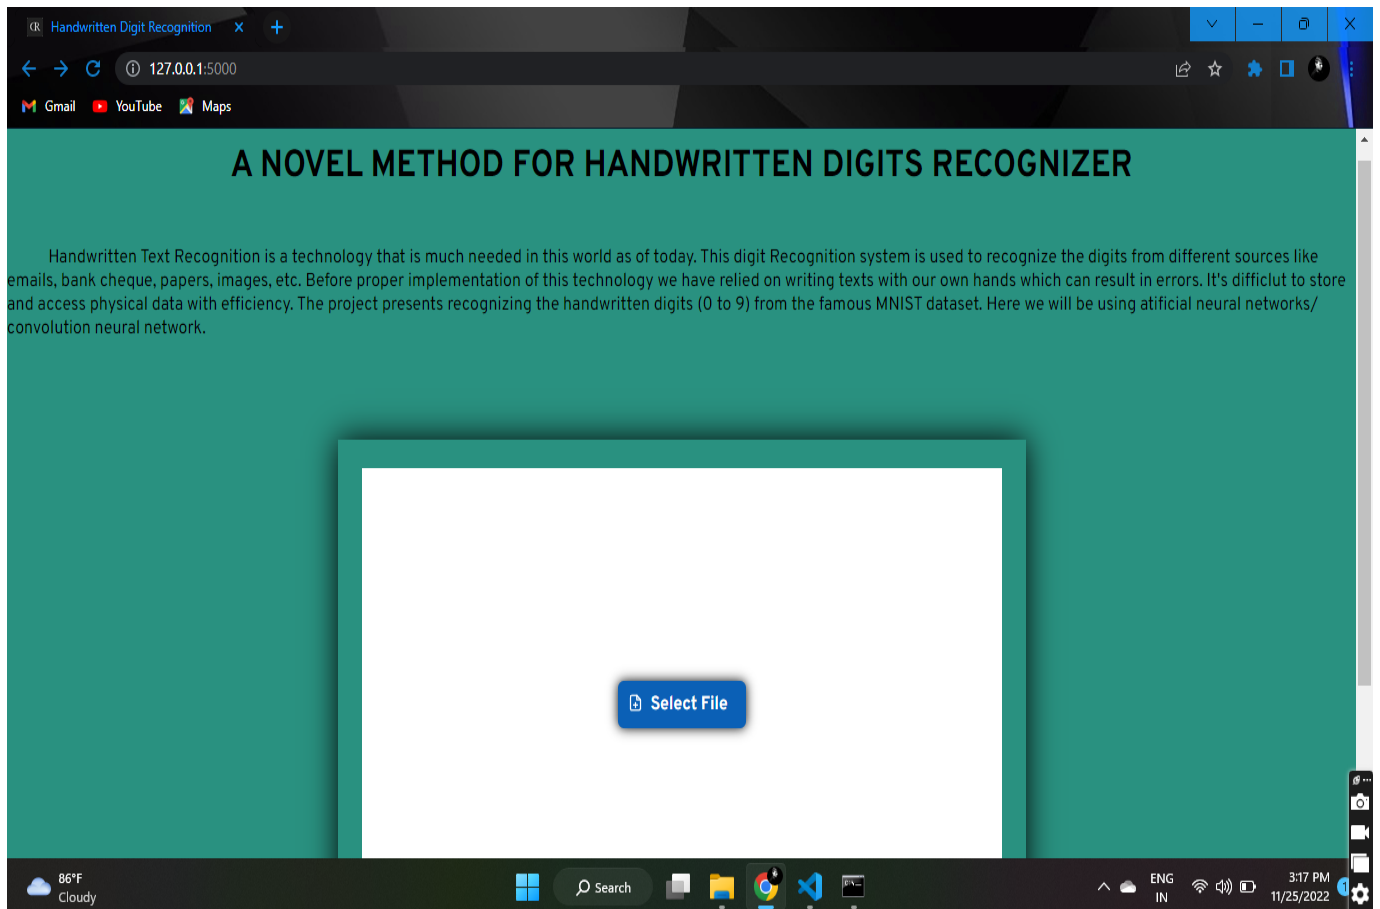 CR Handwritten Digit Recognition
127.0.0.1:5000
Gmail YouTube Maps
A NOVEL METHOD FOR HANDWRITTEN DIGITS RECOGNIZER
Handwritten Text Recognition is a technology that is much needed in this world as of today. This digit Recognition system is used to recognize the digits from different sources like
emails, bank cheque, papers, images, etc. Before proper implementation of this technology we have relied on writing texts with our own hands which can result in errors. It's difficlut to store
and access physical data with efficiency. The project presents recognizing the handwritten digits (0 to 9) from the famous MNIST dataset. Here we will be using atificial neural networks/
convolution neural network.
Select File
86°F
Cloudy
Search
ENG
IN
3:17 PM
11/25/2022
1